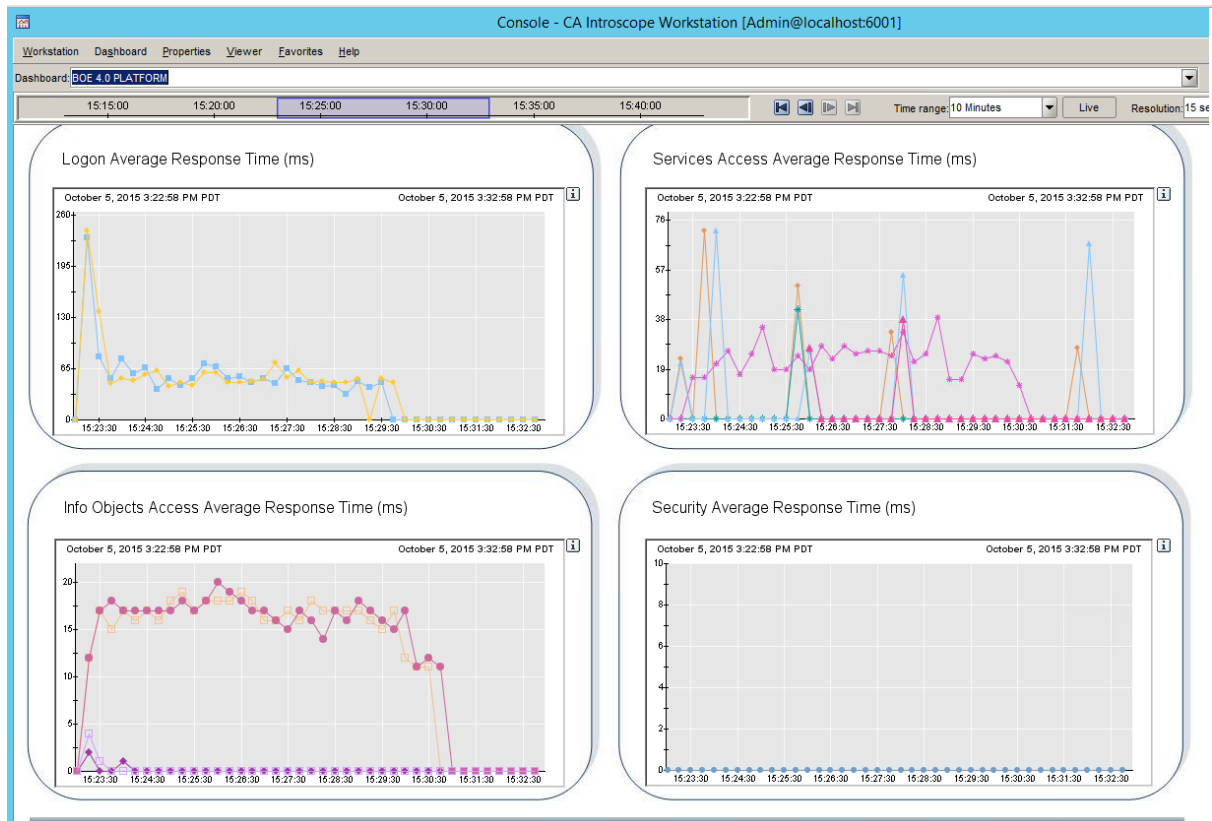 Console - CA Introscope Workstation [Admin@localhost:6001]
Workstation Dashboard Properties Viewer Favorites Help
Dashboard: BOE 4.0 PLATFORM
15:15:00 15:20:00 15:25:00 15:30:00 15:35:00 15:40:00 Time range: 10 Minutes Live Resolution: 15 se
Logon Average Response Time (ms)
October 5, 2015 3:22:58 PM PDT October 5, 2015 3:32:58 PM PDT i
260
195
130
65
0
15:23:30 15:24:30 15:25:30 15:26:30 15:27:30 15:28:30 15:29:30 15:30:30 15:31:30 15:32:30
Services Access Average Response Time (ms)
October 5, 2015 3:22:58 PM PDT October 5, 2015 3:32:58 PM PDT i
76
57
38
19
0
15:23:30 15:24:30 15:25:30 15:26:30 15:27:30 15:28:30 15:29:30 15:30:30 15:31:30 15:32:30
Info Objects Access Average Response Time (ms)
October 5, 2015 3:22:58 PM PDT October 5, 2015 3:32:58 PM PDT i
20
15
10
5
0
15:23:30 15:24:30 15:25:30 15:26:30 15:27:30 15:28:30 15:29:30 15:30:30 15:31:30 15:32:30
Security Average Response Time (ms)
October 5, 2015 3:22:58 PM PDT October 5, 2015 3:32:58 PM PDT i
10
8
6
4
2
0
15:23:30 15:24:30 15:25:30 15:26:30 15:27:30 15:28:30 15:29:30 15:30:30 15:31:30 15:32:30